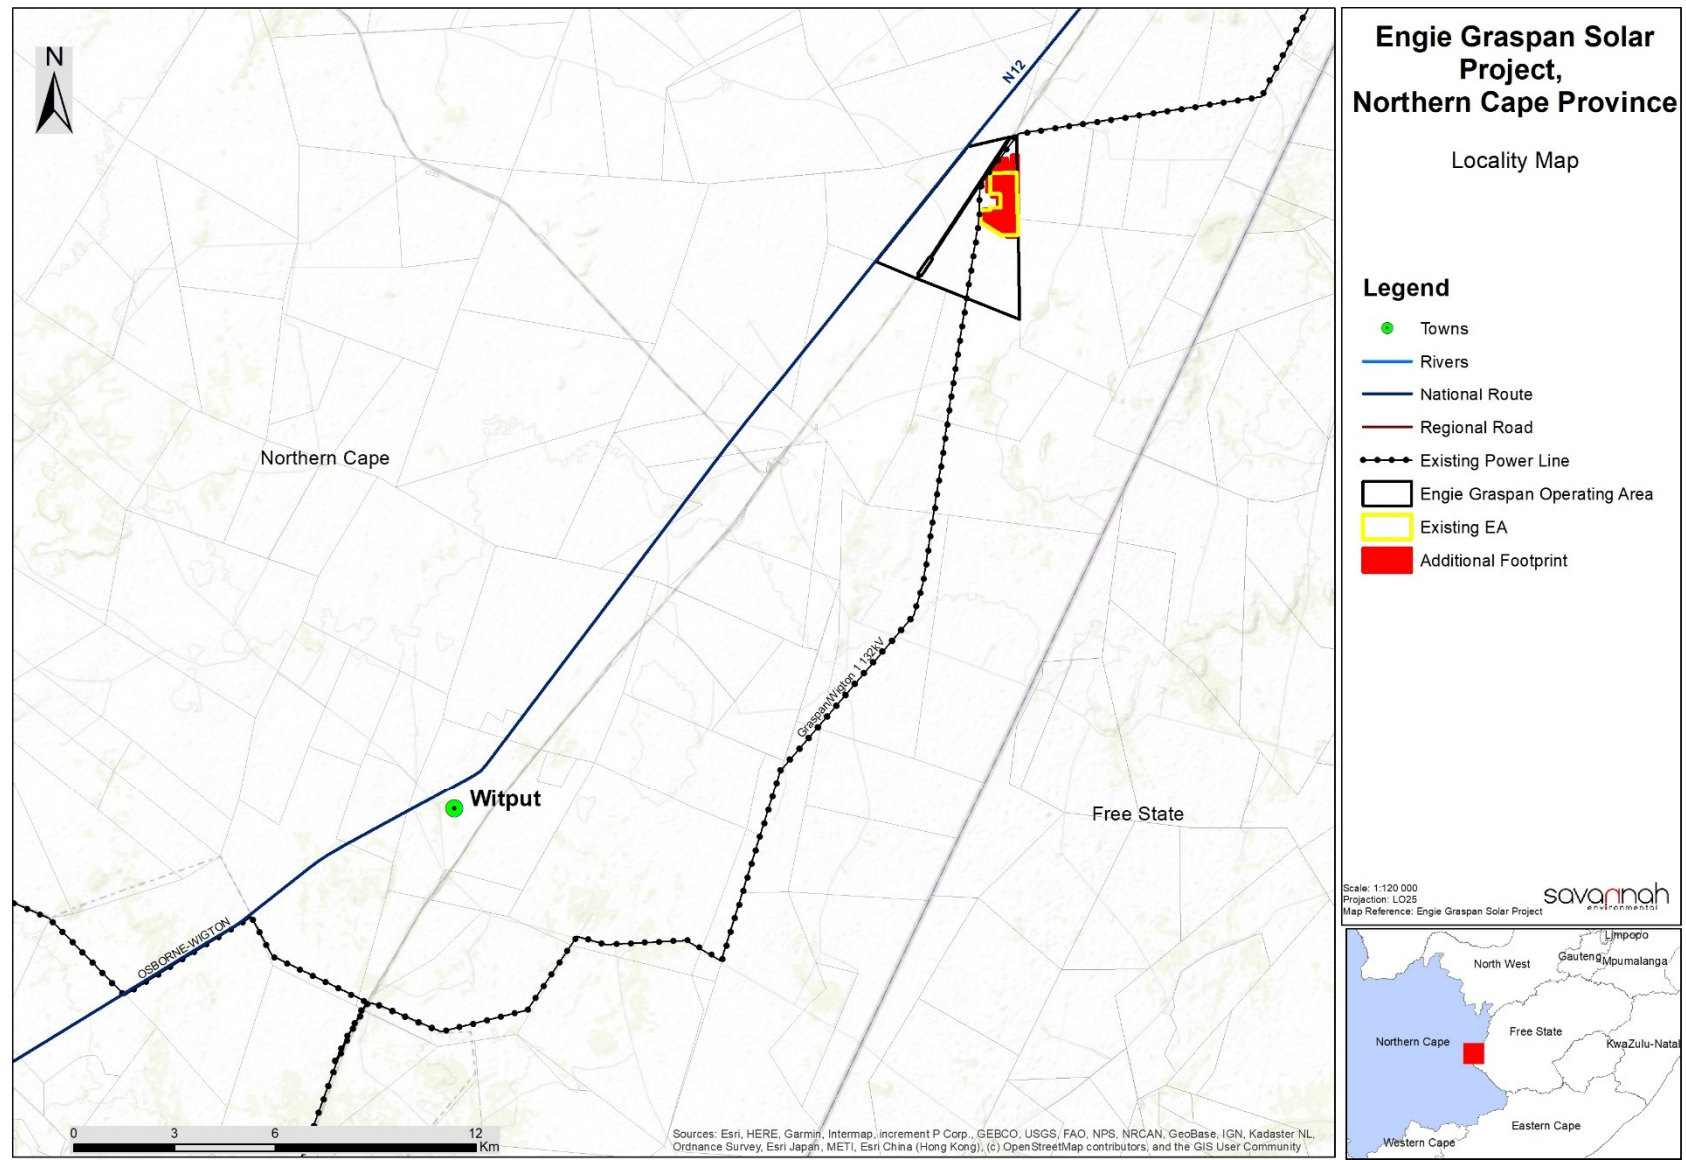 N
N12
Northern Cape
Graspan/Wigton 1 132kV
Witput
Free State
OSBORNE-WIGTON
0 3 6 12
Km
Sources: Esri, HERE, Garmin, Intermap, increment P Corp., GEBCO, USGS, FAO, NPS, NRCAN, GeoBase, IGN, Kadaster NL,
Ordnance Survey, Esri Japan, METI, Esri China (Hong Kong), (c) OpenStreetMap contributors, and the GIS User Community
Engie Graspan Solar
Project,
Northern Cape Province
Locality Map
Legend
Towns
Rivers
National Route
Regional Road
Existing Power Line
Engie Graspan Operating Area
Existing EA
Additional Footprint
Scale: 1:120 000
Projection: LO25
Map Reference: Engie Graspan Solar Project
savannah
environmental
Limpopo
North West
Gauteng
Mpumalanga
Northern Cape
Free State
KwaZulu-Natal
Eastern Cape
Western Cape